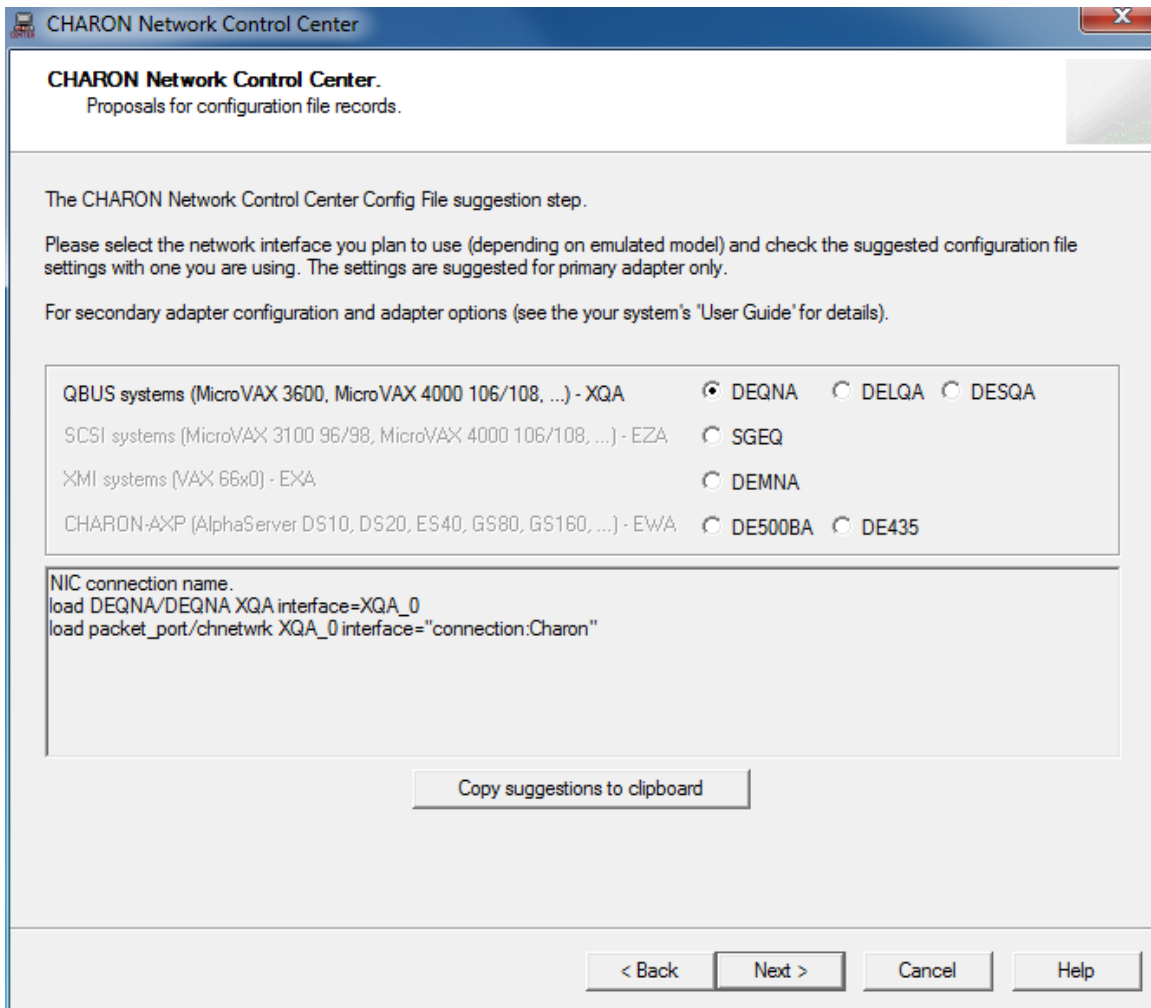 CHARON Network Control Center
CHARON Network Control Center.
Proposals for configuration file records.
The CHARON Network Control Center Config File suggestion step.
Please select the network interface you plan to use (depending on emulated model) and check the suggested configuration file
settings with one you are using. The settings are suggested for primary adapter only.
For secondary adapter configuration and adapter options (see the your system's 'User Guide' for details).
QBUS systems (MicroVAX 3600, MicroVAX 4000 106/108, ...) - XQA DEQNA DELQA DESQA
SCSI systems (MicroVAX 3100 96/98, MicroVAX 4000 106/108, ...) - EZA SGEQ
XMI systems (VAX 66x0) - EXA DEMNA
CHARON-AXP (AlphaServer DS10, DS20, ES40, GS80, GS160, ...) - EWA DE500BA DE435
NIC connection name.
load DEQNA/DEQNA XQA interface=XQA_0
load packet_port/chnetwrk XQA_0 interface="connection:Charon"
Copy suggestions to clipboard
< Back Next > Cancel Help